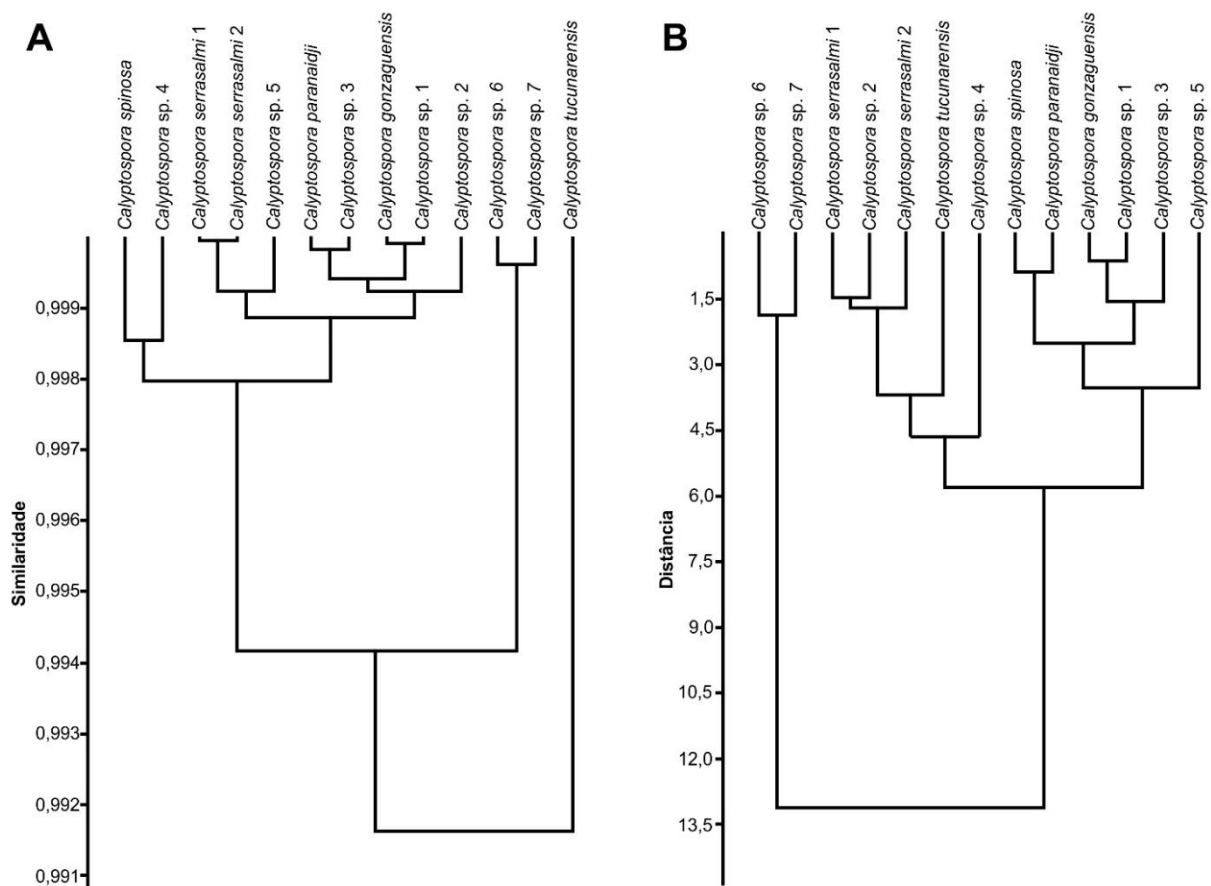 A
Calyptospora spinosa
Calyptospora sp. 4
Calyptospora serrasalmi 1
Calyptospora serrasalmi 2
Calyptospora sp. 5
Calyptospora paranaidji
Calyptospora sp. 3
Calyptospora gonzaguensis
Calyptospora sp. 1
Calyptospora sp. 2
Calyptospora sp. 6
Calyptospora sp. 7
Calyptospora tucunarensis
Similaridade
0,999
0,998
0,997
0,996
0,995
0,994
0,993
0,992
0,991
B
Calyptospora sp. 6
Calyptospora sp. 7
Calyptospora serrasalmi 1
Calyptospora sp. 2
Calyptospora serrasalmi 2
Calyptospora tucunarensis
Calyptospora sp. 4
Calyptospora spinosa
Calyptospora paranaidji
Calyptospora gonzaguensis
Calyptospora sp. 1
Calyptospora sp. 3
Calyptospora sp. 5
Distância
1,5
3,0
4,5
6,0
7,5
9,0
10,5
12,0
13,5